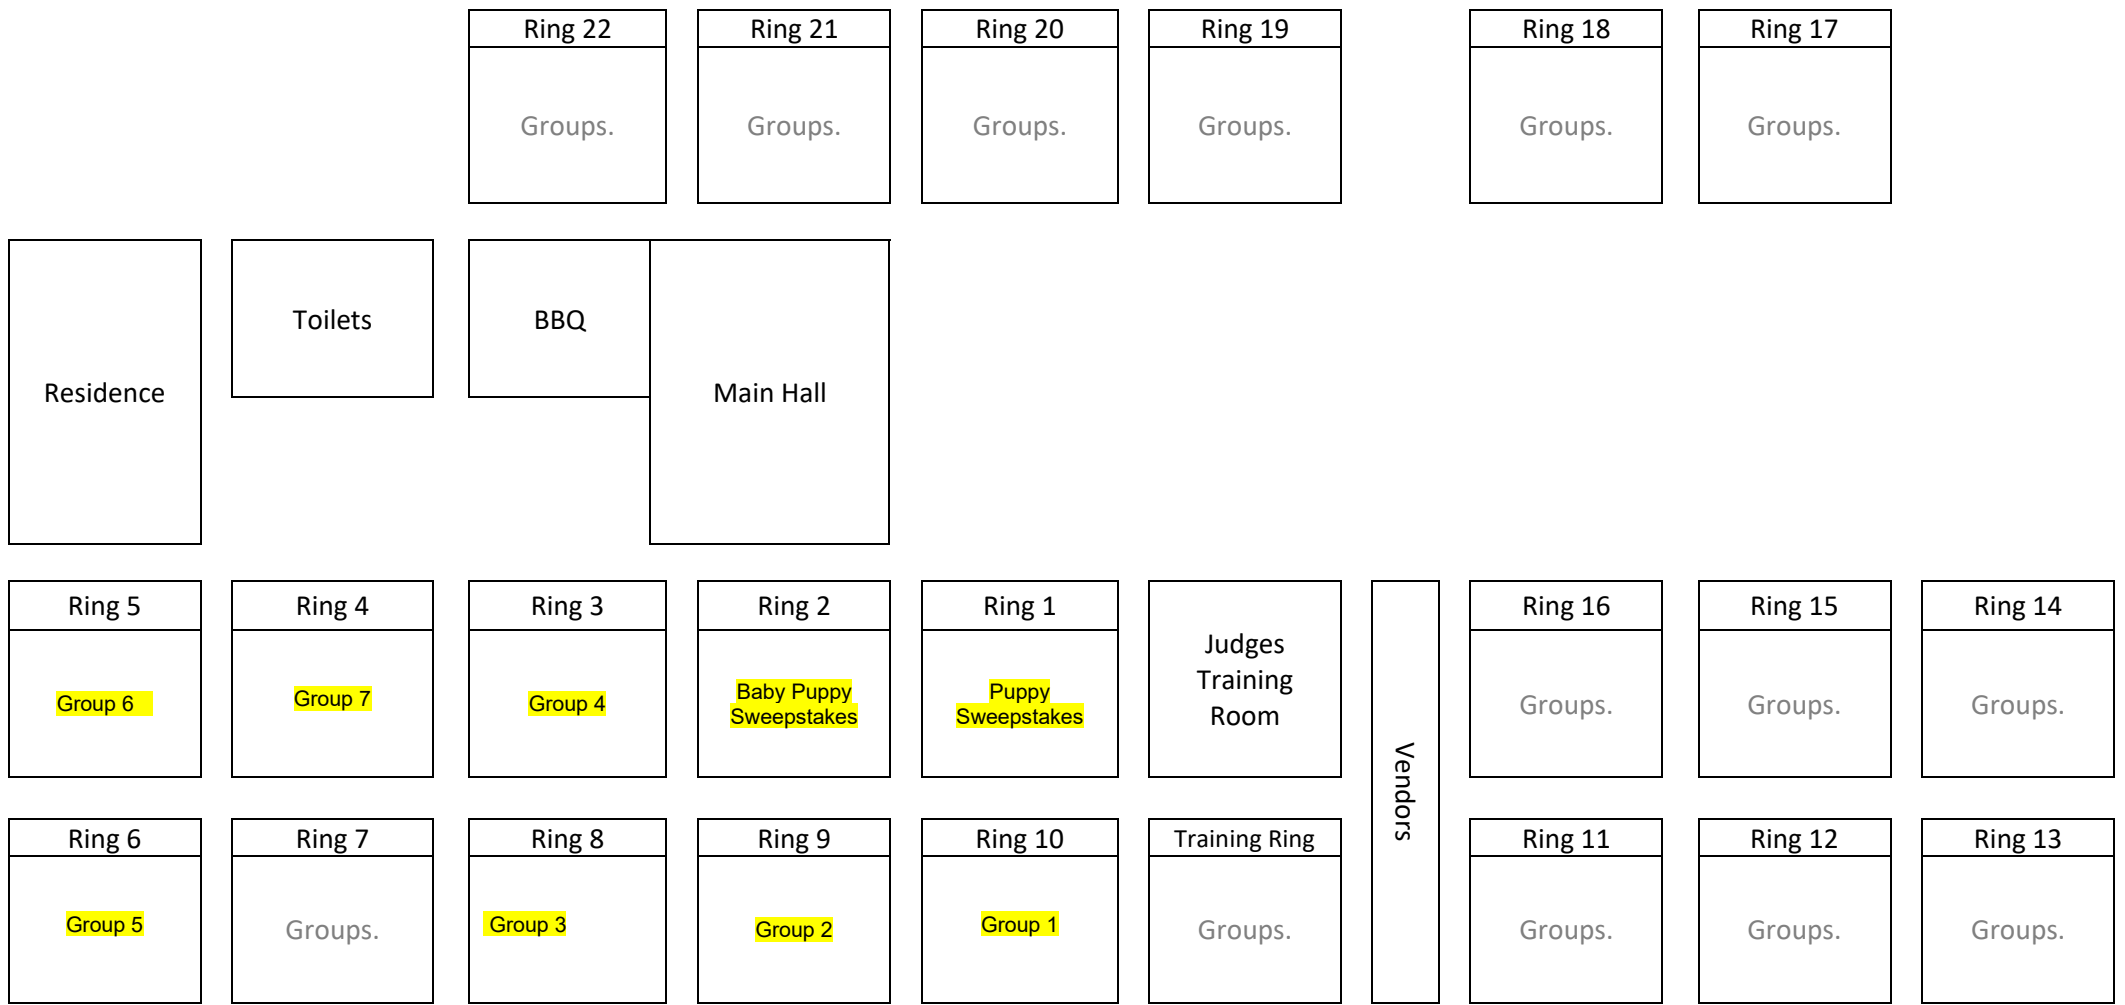 Ring 22
Ring 21
Ring 20
Ring 19
Ring 18
Ring 17
Groups.
Groups.
Groups.
Groups.
Groups.
Groups.
Residence
Toilets
BBQ
Main Hall
Ring 5
Ring 4
Ring 3
Ring 2
Ring 1
Judges
Training
Room
Vendors
Ring 16
Ring 15
Ring 14
Group 6
Group 7
Group 4
Baby Puppy
Sweepstakes
Puppy
Sweepstakes
Groups.
Groups.
Groups.
Ring 6
Ring 7
Ring 8
Ring 9
Ring 10
Training Ring
Ring 11
Ring 12
Ring 13
Group 5
Groups.
Group 3
Group 2
Group 1
Groups.
Groups.
Groups.
Groups.